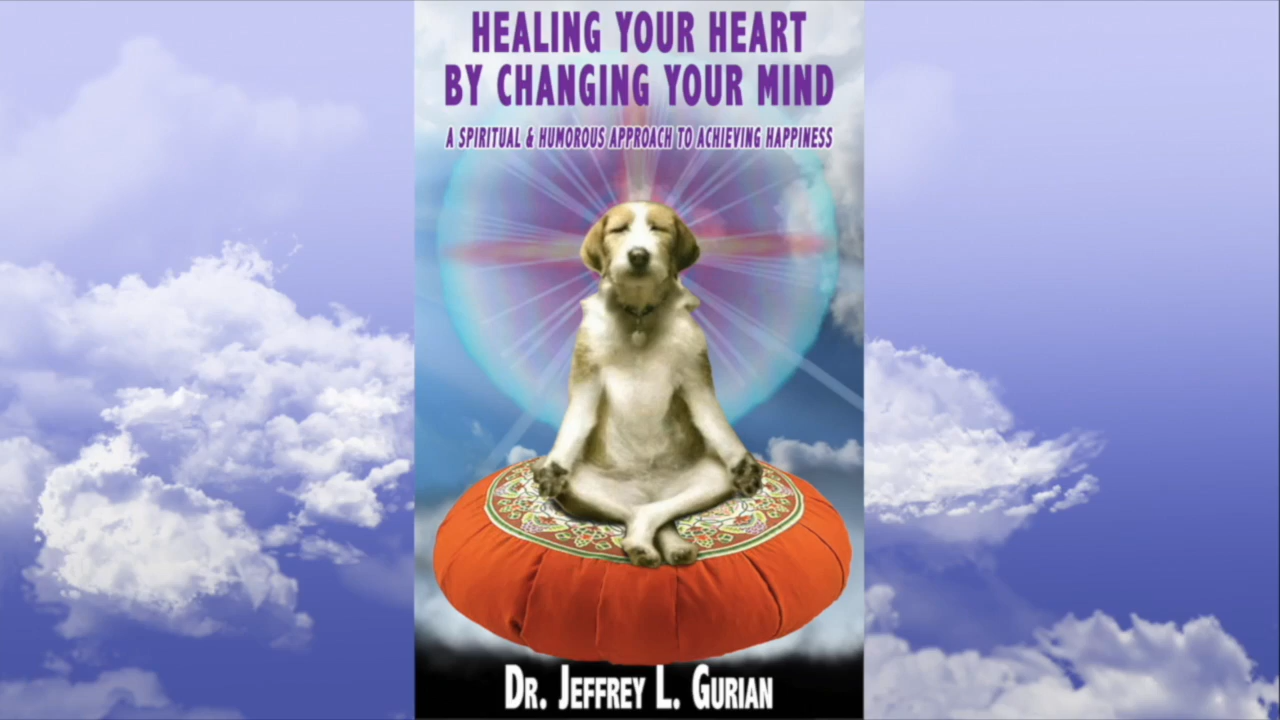 HEALING YOUR HEART
BY CHANGING YOUR MIND
A SPIRITUAL & HUMOROUS APPROACH TO ACHIEVING HAPPINESS
DR. JEFFREY L. GURIAN